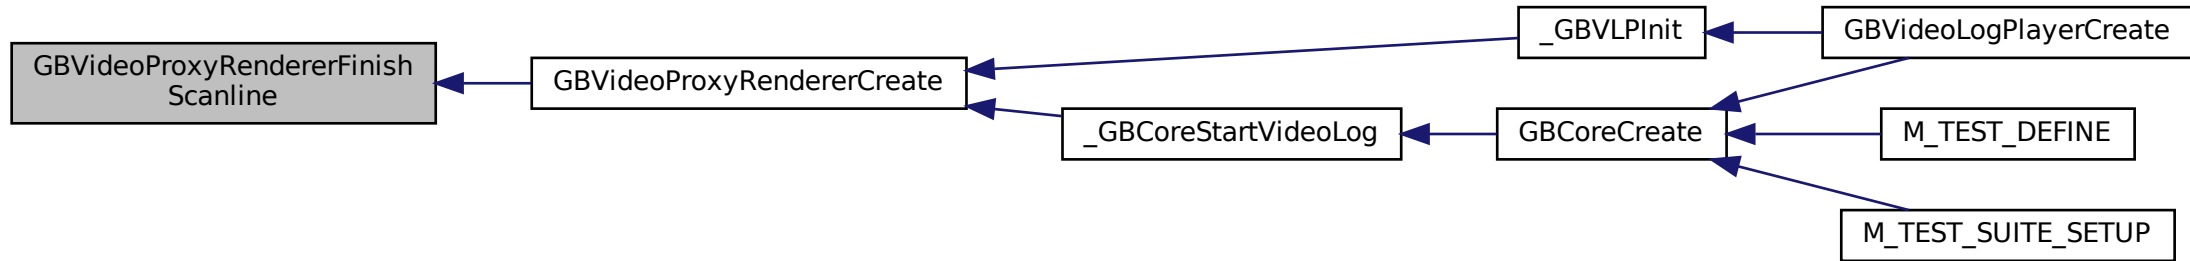 GBVideoProxyRendererFinish
Scanline
GBVideoProxyRendererCreate
_GBVLPInit
GBVideoLogPlayerCreate
_GBCoreStartVideoLog
GBCoreCreate
M_TEST_DEFINE
M_TEST_SUITE_SETUP